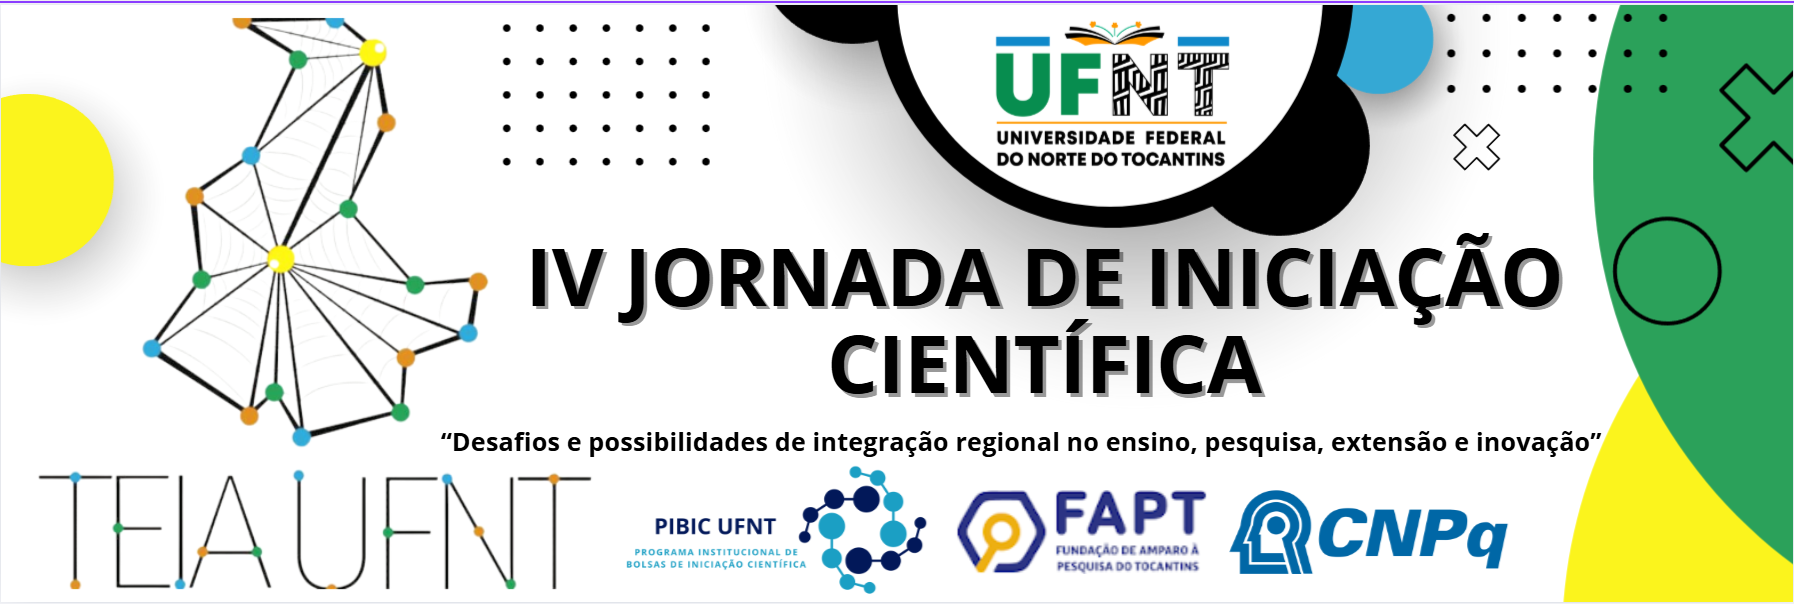 UFNT
UNIVERSIDADE FEDERAL
DO NORTE DO TOCANTINS
IV JORNADA DE INICIAÇÃO
CIENTÍFICA
“Desafios e possibilidades de integração regional no ensino, pesquisa, extensão e inovação”
TEIA UFNT
PIBIC UFNT
PROGRAMA INSTITUCIONAL DE
BOLSAS DE INICIAÇÃO CIENTÍFICA
FAPT
FUNDAÇÃO DE AMPARO À
PESQUISA DO TOCANTINS
CNPq